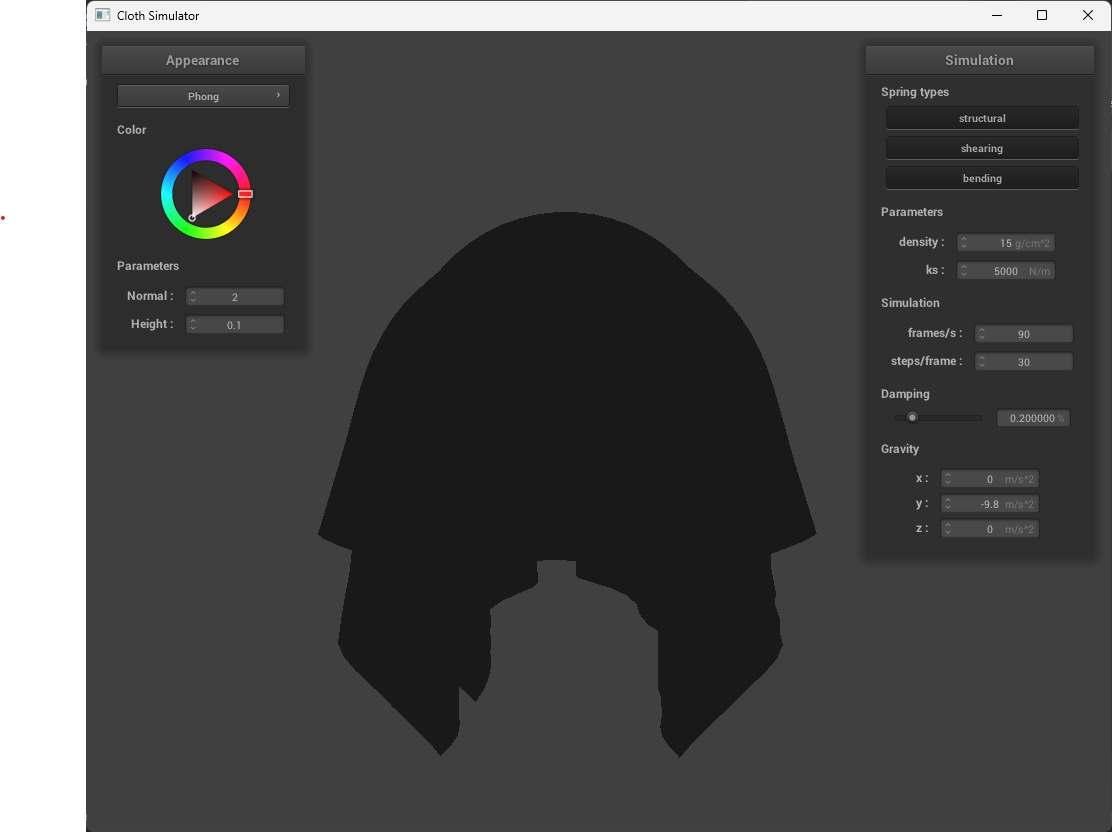 Cloth Simulator
Appearance
Phong
Color
Parameters
Normal : 2
Height : 0.1
Simulation
Spring types
structural
shearing
bending
Parameters
density : 15 g/cm^2
ks : 5000 N/m
Simulation
frames/s : 90
steps/frame : 30
Damping
0.200000 %
Gravity
x : 0 m/s^2
y : -9.8 m/s^2
z : 0 m/s^2